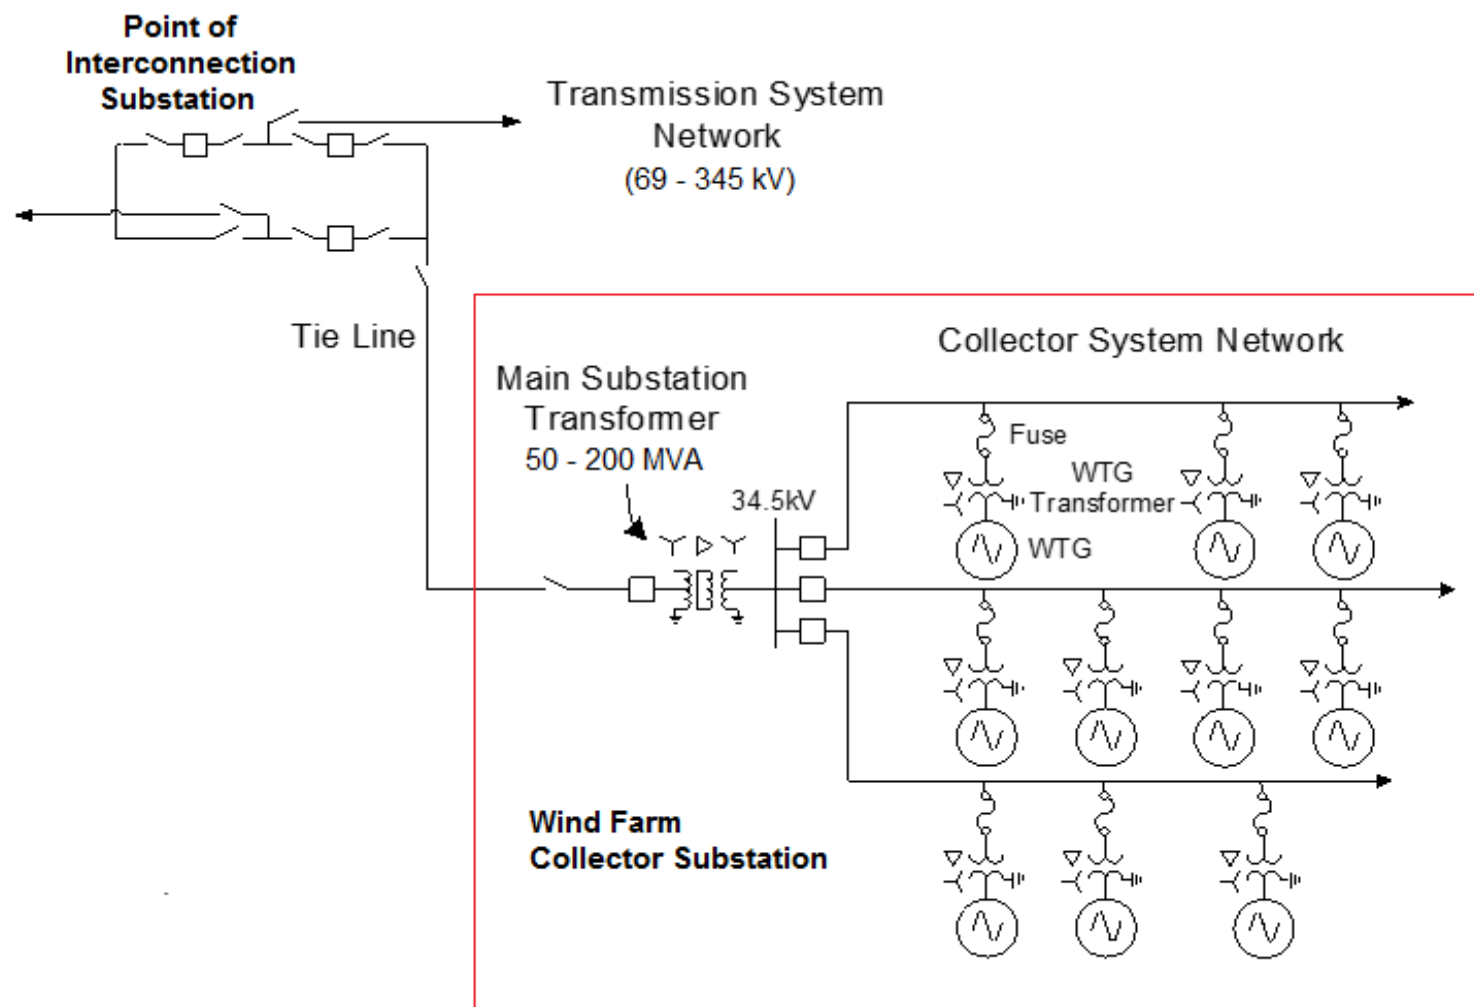 Point of
Interconnection
Substation
Transmission System
Network
(69 - 345 kV)
Tie Line
Collector System Network
Main Substation
Transformer
50 - 200 MVA
34.5kV
Fuse
WTG
Transformer
WTG
Wind Farm
Collector Substation